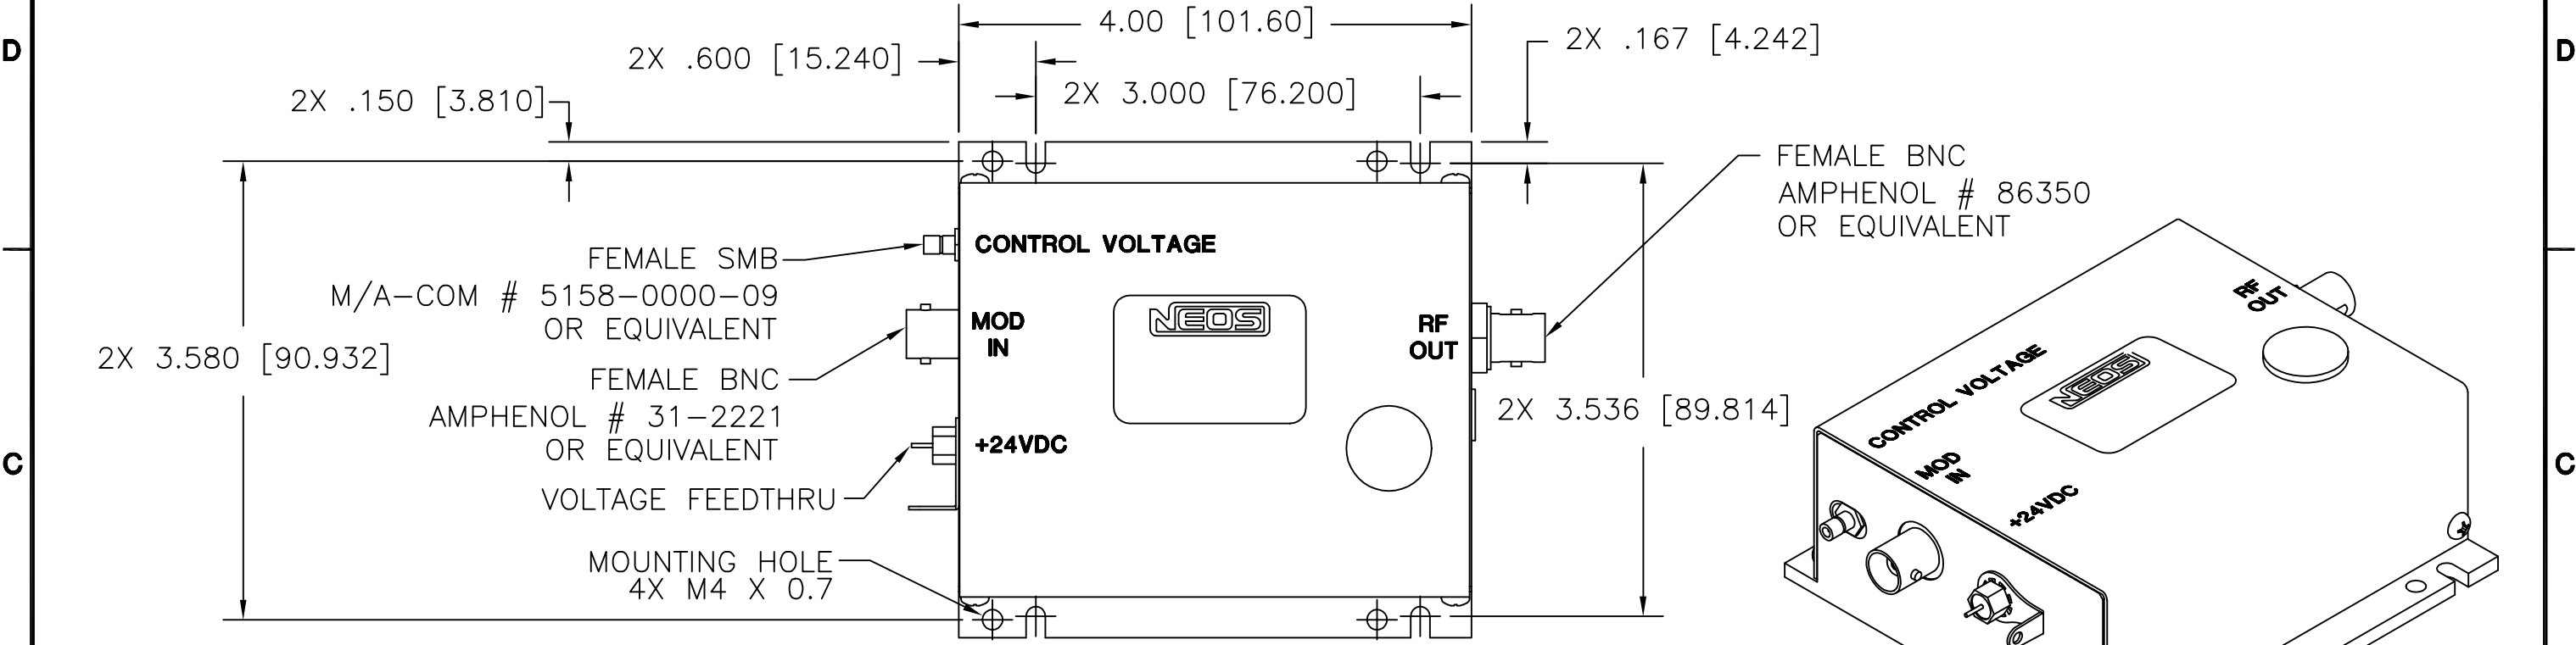 D
4.00 [101.60]
2X .167 [4.242]
D
2X .600 [15.240]
2X .150 [3.810]
2X 3.000 [76.200]
FEMALE BNC
AMPHENOL # 86350
OR EQUIVALENT
FEMALE SMB
M/A-COM # 5158-0000-09
OR EQUIVALENT
CONTROL VOLTAGE
NEOS
MOD
IN
RF
OUT
2X 3.580 [90.932]
FEMALE BNC
AMPHENOL # 31-2221
OR EQUIVALENT
2X 3.536 [89.814]
+24VDC
VOLTAGE FEEDTHRU
MOUNTING HOLE
4X M4 X 0.7
RF
OUT
CONTROL VOLTAGE
NEOS
MOD
IN
+24VDC
C
C